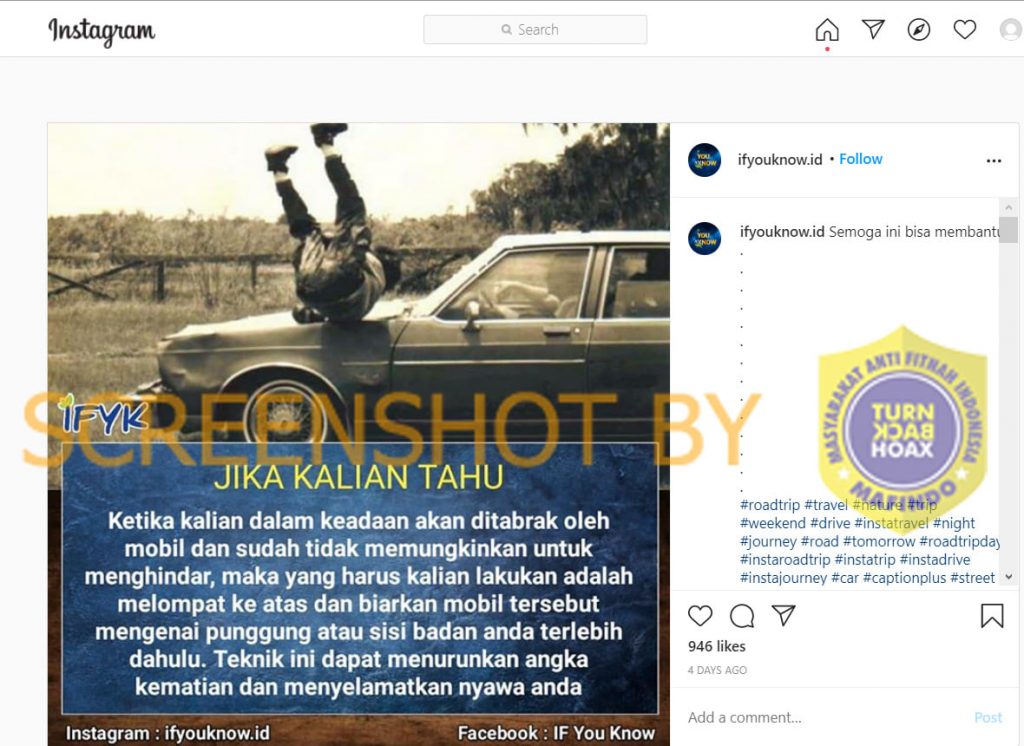 Instagram
Search
ifyouknow.id • Follow
ifyouknow.id Semoga ini bisa membantu
.
.
.
.
.
.
.
.
.
.
.
.
.
.
#roadtrip #travel #nature #trip
#weekend #drive #instatravel #night
#journey #road #tomorrow #roadtripday
#instaroadtrip #instatrip #instadrive
#instajourney #car #captionplus #street
946 likes
4 DAYS AGO
Add a comment... Post
YOU
KNOW
YOU
KNOW
IFYK
SCREENSHOT BY
MASYARAKAT ANTI FITNAH INDONESIA
TURN
BACK
HOAX
MAFINDO
JIKA KALIAN TAHU
Ketika kalian dalam keadaan akan ditabrak oleh
mobil dan sudah tidak memungkinkan untuk
menghindar, maka yang harus kalian lakukan adalah
melompat ke atas dan biarkan mobil tersebut
mengenai punggung atau sisi badan anda terlebih
dahulu. Teknik ini dapat menurunkan angka
kematian dan menyelamatkan nyawa anda
Instagram : ifyouknow.id Facebook : IF You Know